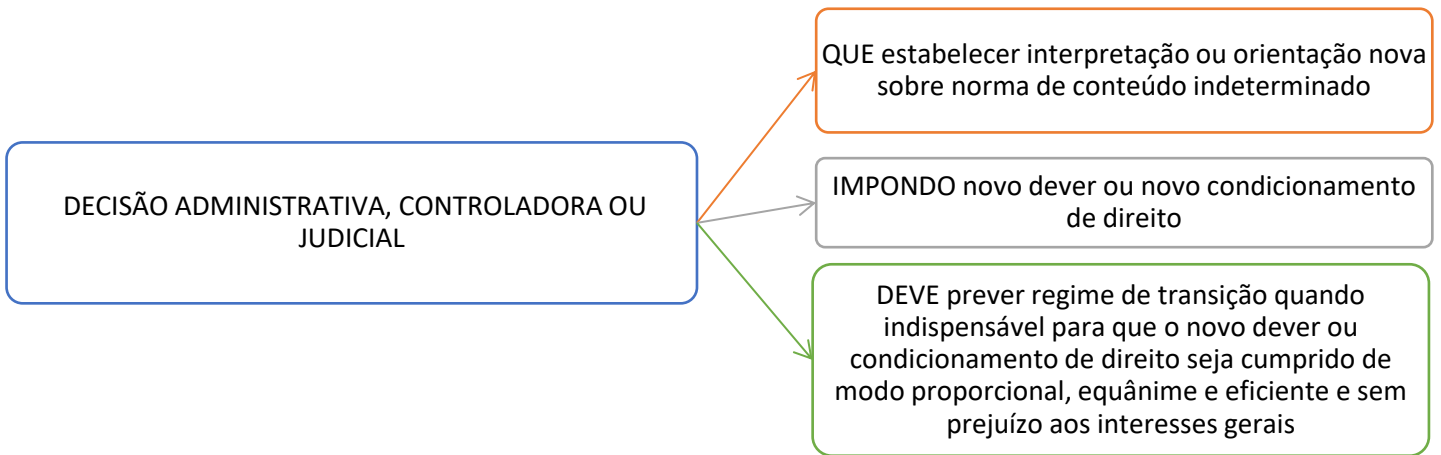 DECISÃO ADMINISTRATIVA, CONTROLADORA OU
JUDICIAL
QUE estabelecer interpretação ou orientação nova
sobre norma de conteúdo indeterminado
IMPONDO novo dever ou novo condicionamento
de direito
DEVE prever regime de transição quando
indispensável para que o novo dever ou
condicionamento de direito seja cumprido de
modo proporcional, equânime e eficiente e sem
prejuízo aos interesses gerais